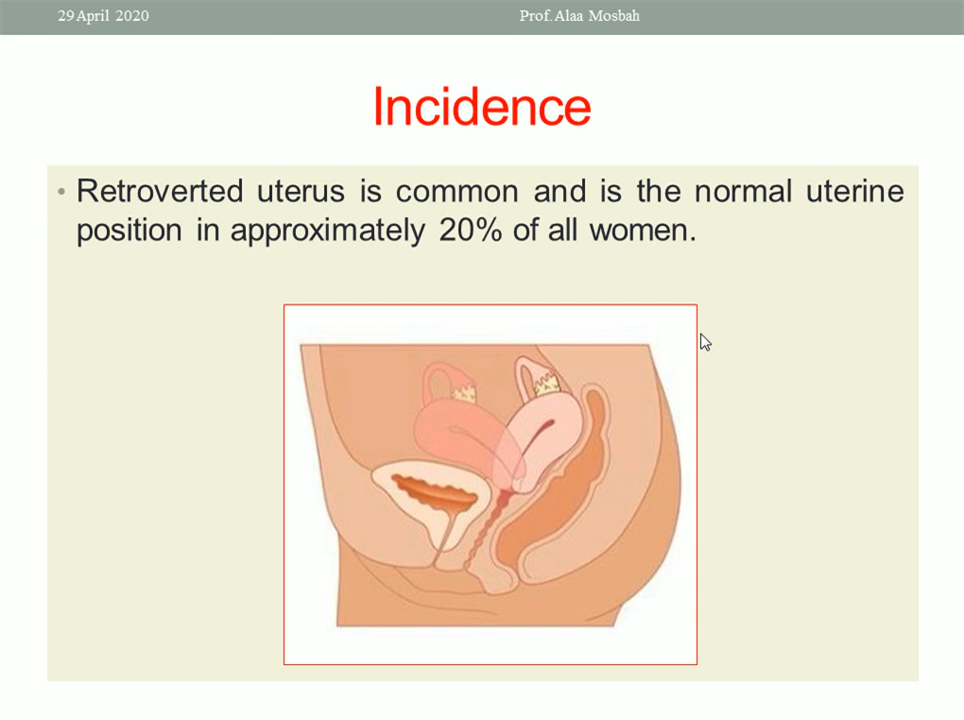 29 April 2020 Prof. Alaa Mosbah
Incidence
• Retroverted uterus is common and is the normal uterine
position in approximately 20% of all women.